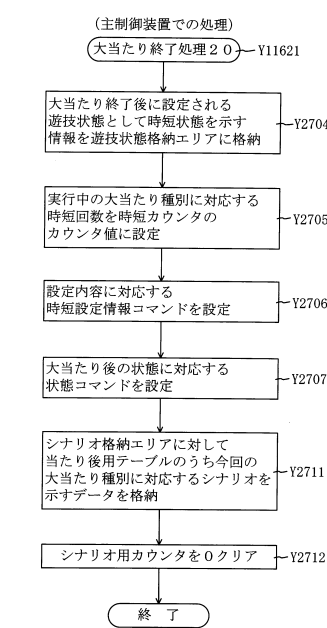 (主制御装置での処理)
大当たり終了処理20
Y11621
大当たり終了後に設定される
遊技状態として時短状態を示す
情報を遊技状態格納エリアに格納
Y2704
実行中の大当たり種別に対応する
時短回数を時短カウンタの
カウンタ値に設定
Y2705
設定内容に対応する
時短設定情報コマンドを設定
Y2706
大当たり後の状態に対応する
状態コマンドを設定
Y2707
シナリオ格納エリアに対して
当たり後用テーブルのうち今回の
大当たり種別に対応するシナリオを
示すデータを格納
Y2711
シナリオ用カウンタを0クリア
Y2712
終 了